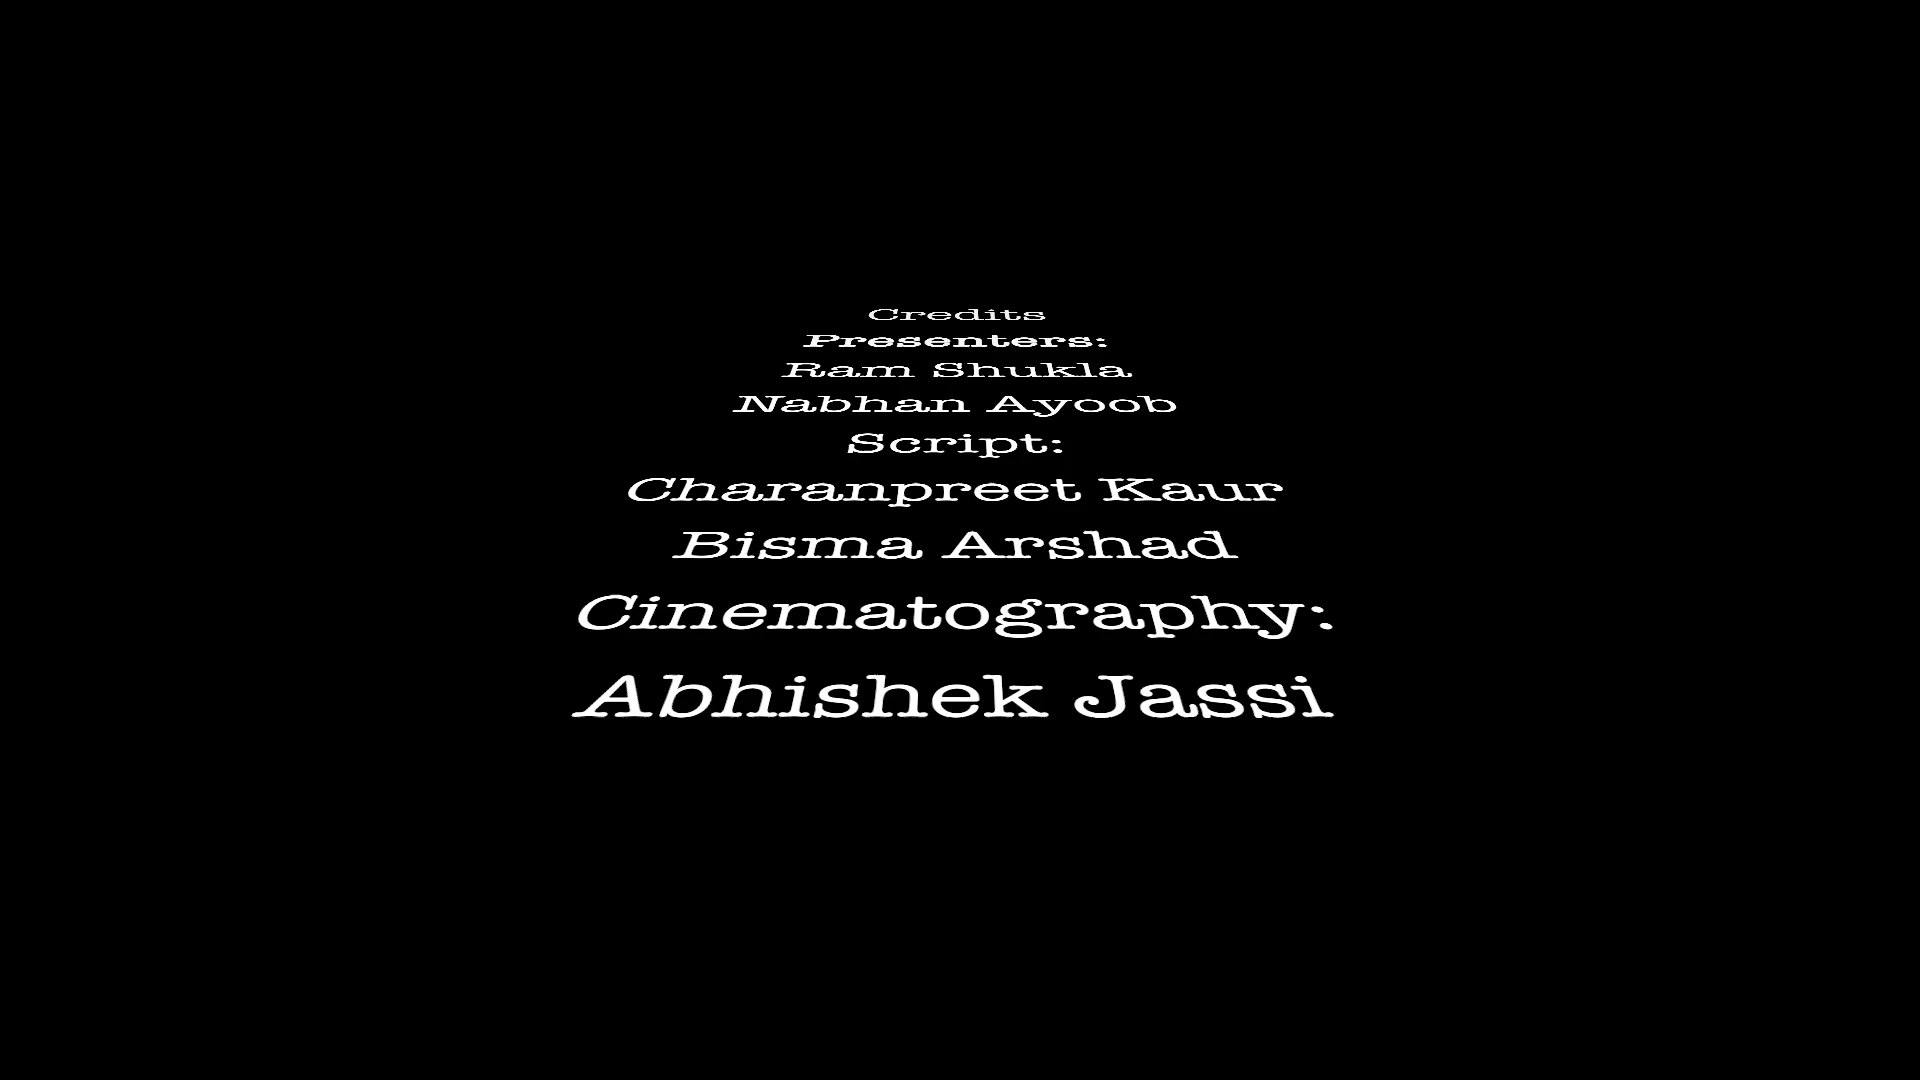 Credits
Presenters:
Ram Shukla
Nabhan Ayoob
Script:
Charanpreet Kaur
Bisma Arshad
Cinematography:
Abhishek Jassi